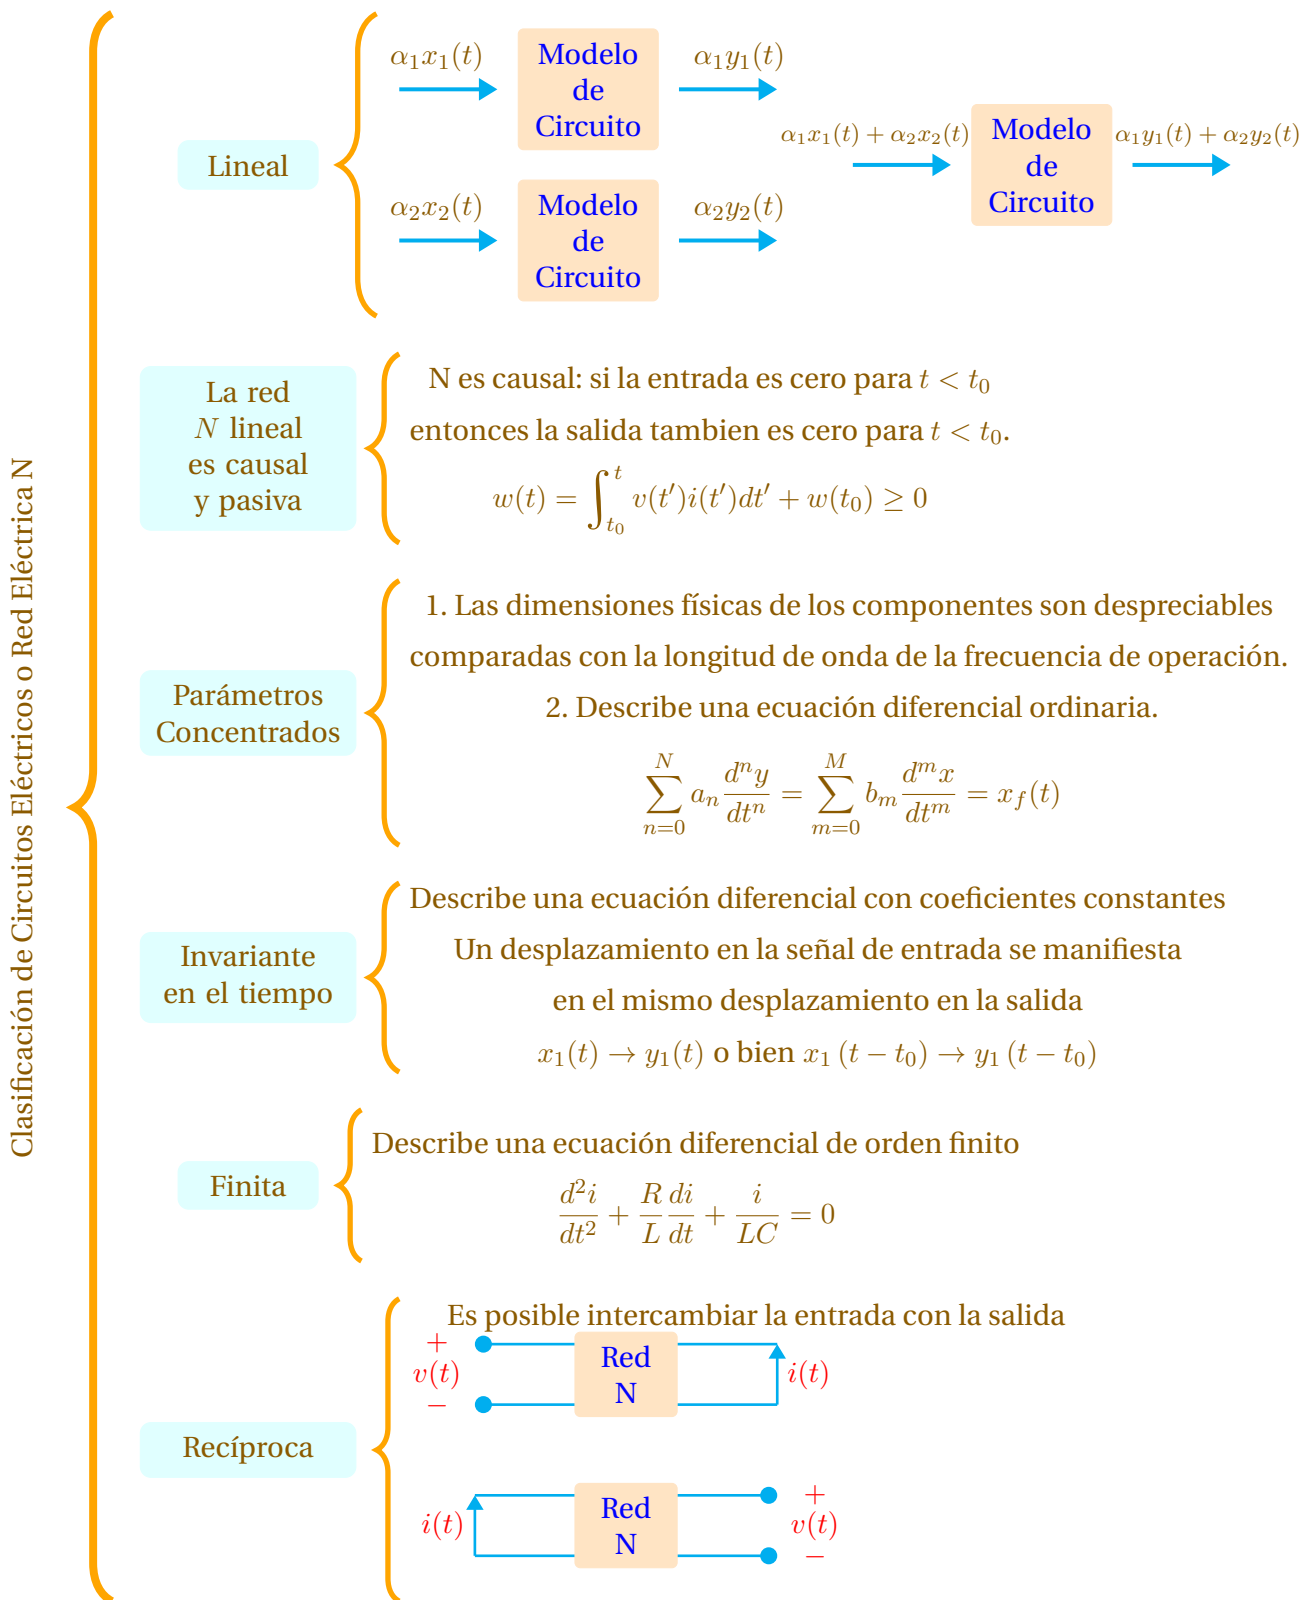 Clasificación de Circuitos Eléctricos o Red Eléctrica N
Lineal
α₁x₁(t)
Modelo
de
Circuito
α₁y₁(t)
α₂x₂(t)
Modelo
de
Circuito
α₂y₂(t)
α₁x₁(t) + α₂x₂(t)
Modelo
de
Circuito
α₁y₁(t) + α₂y₂(t)
La red
N lineal
es causal
y pasiva
N es causal: si la entrada es cero para t < t₀
entonces la salida tambien es cero para t < t₀.
w(t) = ∫_{t₀}^{t} v(t′)i(t′)dt′ + w(t₀) ≥ 0
Parámetros
Concentrados
1. Las dimensiones físicas de los componentes son despreciables
comparadas con la longitud de onda de la frecuencia de operación.
2. Describe una ecuación diferencial ordinaria.
∑_{n=0}^{N} a_n d^n y/dt^n = ∑_{m=0}^{M} b_m d^m x/dt^m = x_f(t)
Invariante
en el tiempo
Describe una ecuación diferencial con coeficientes constantes
Un desplazamiento en la señal de entrada se manifiesta
en el mismo desplazamiento en la salida
x₁(t) → y₁(t) o bien x₁ (t − t₀) → y₁ (t − t₀)
Finita
Describe una ecuación diferencial de orden finito
d²i/dt² + R/L di/dt + i/LC = 0
Recíproca
Es posible intercambiar la entrada con la salida
+
v(t)
−
Red
N
i(t)
i(t)
Red
N
+
v(t)
−